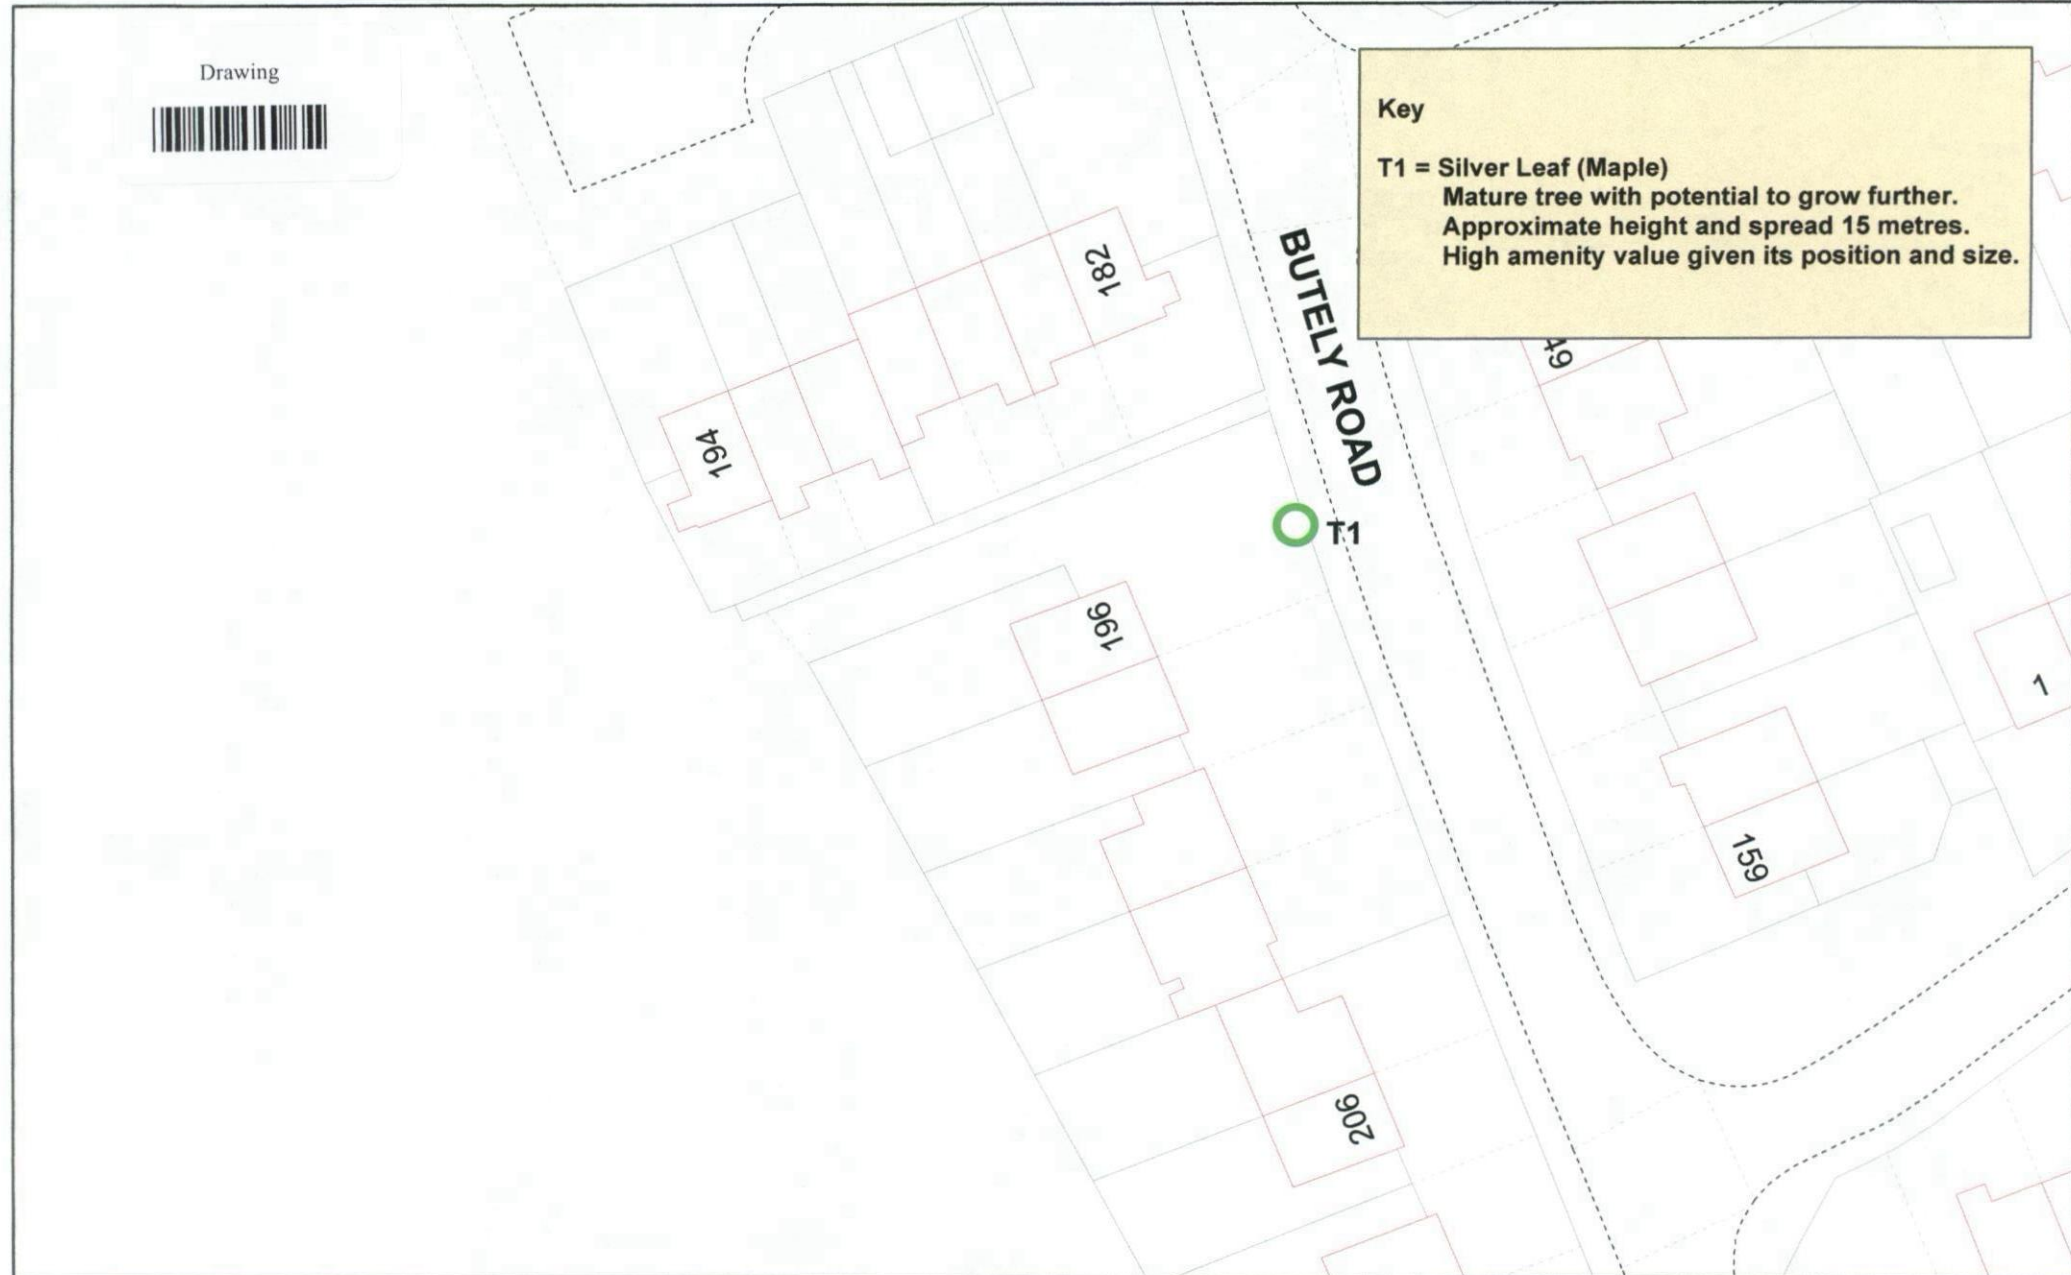 Drawing
Key
T1 = Silver Leaf (Maple)
Mature tree with potential to grow further.
Approximate height and spread 15 metres.
High amenity value given its position and size.
182
BUTELY ROAD
49
194
T1
196
1
159
206